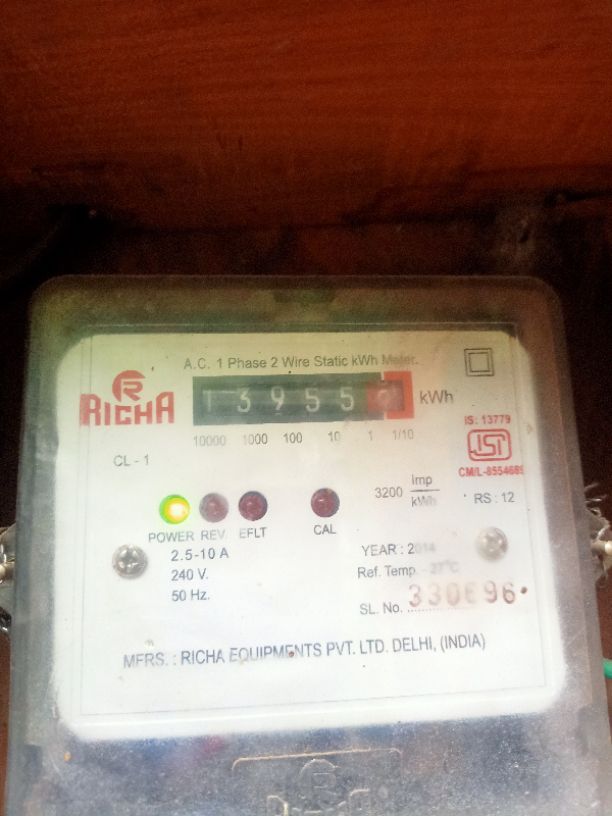 A.C. 1 Phase 2 Wire Static kWh Meter.
R
RICHA
13955 kWh
10000 1000 100 10 1 1/10
IS: 13779
ISI
CM/L-8554689
CL - 1
3200 Imp/kWh
RS : 12
POWER REV. EFLT CAL
2.5-10 A
240 V.
50 Hz.
YEAR : 2014
Ref. Temp. - 27°C
SL. No. 330696
MFRS. : RICHA EQUIPMENTS PVT. LTD. DELHI, (INDIA)